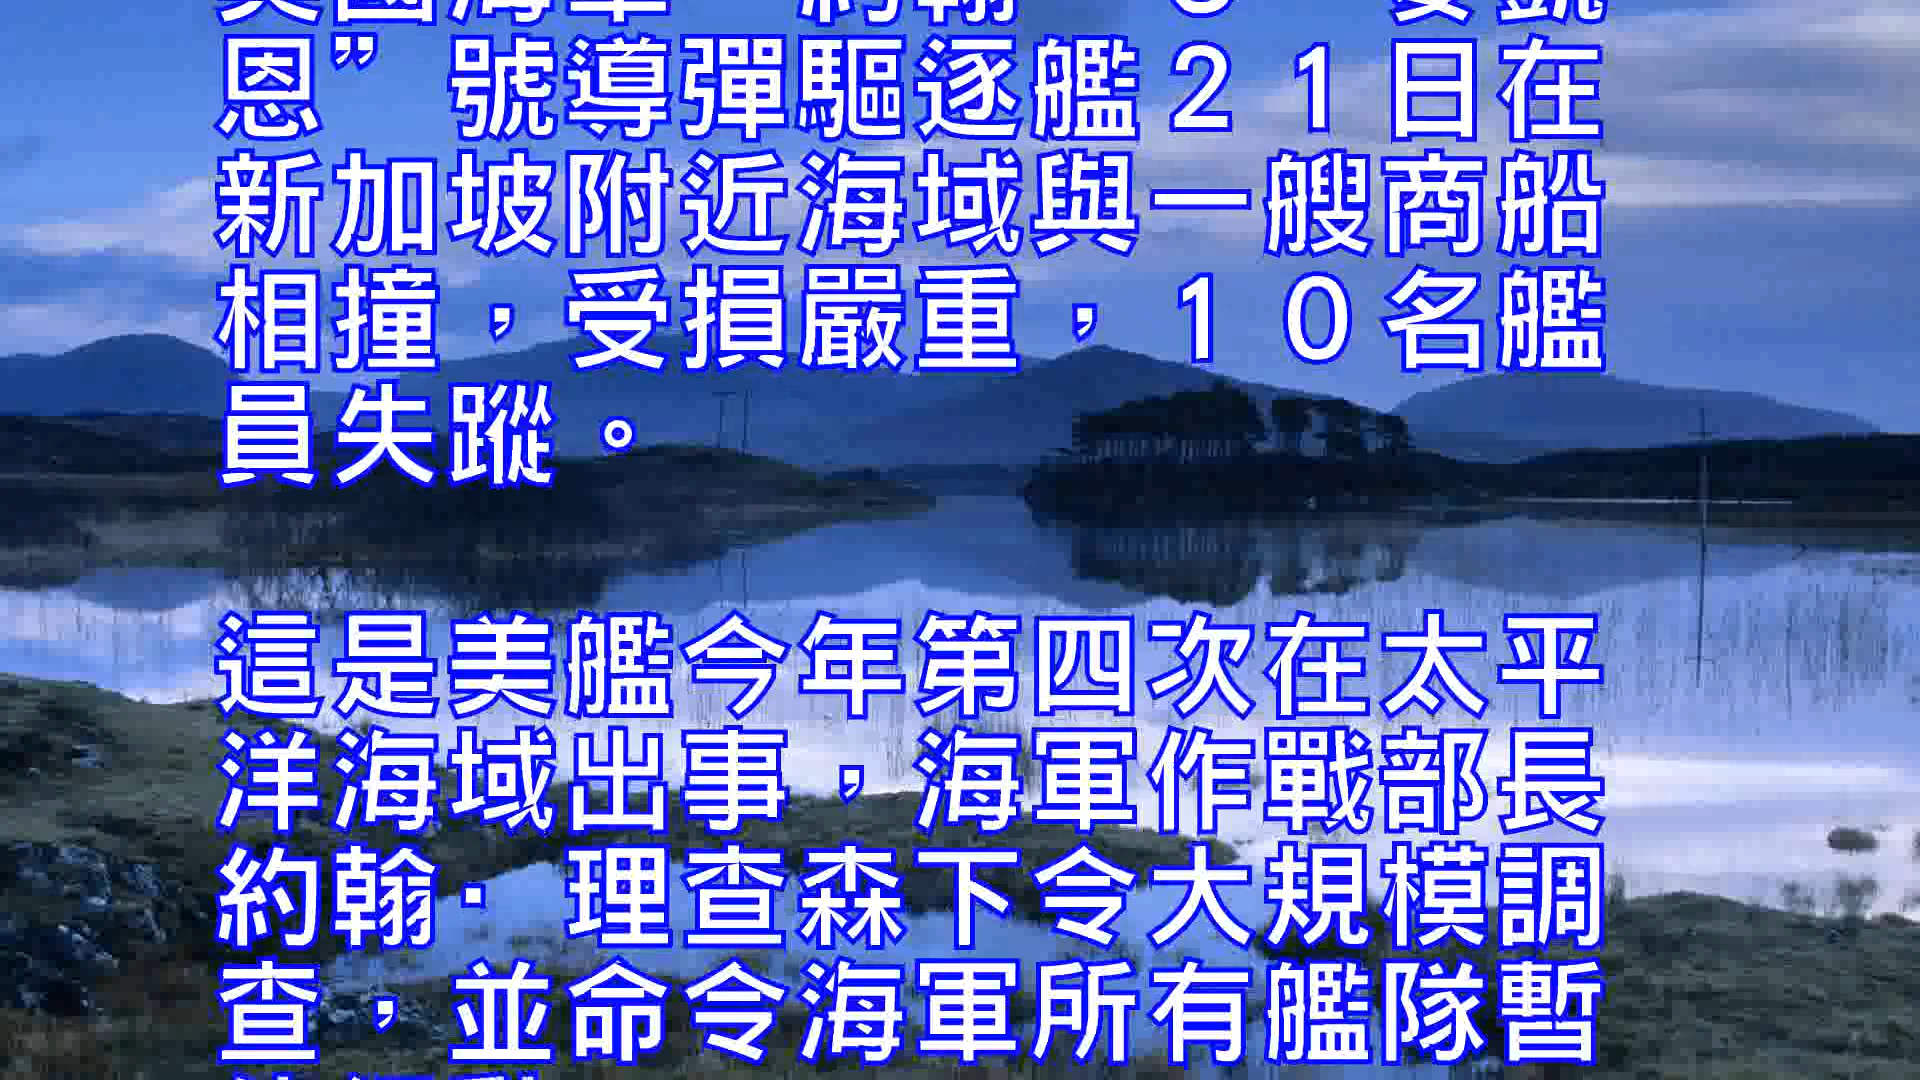 恩”號導彈驅逐艦２１日在
新加坡附近海域與一艘商船
相撞，受損嚴重，１０名艦
員失蹤。
這是美艦今年第四次在太平
洋海域出事，海軍作戰部長
約翰·理查森下令大規模調
查，並命令海軍所有艦隊暫